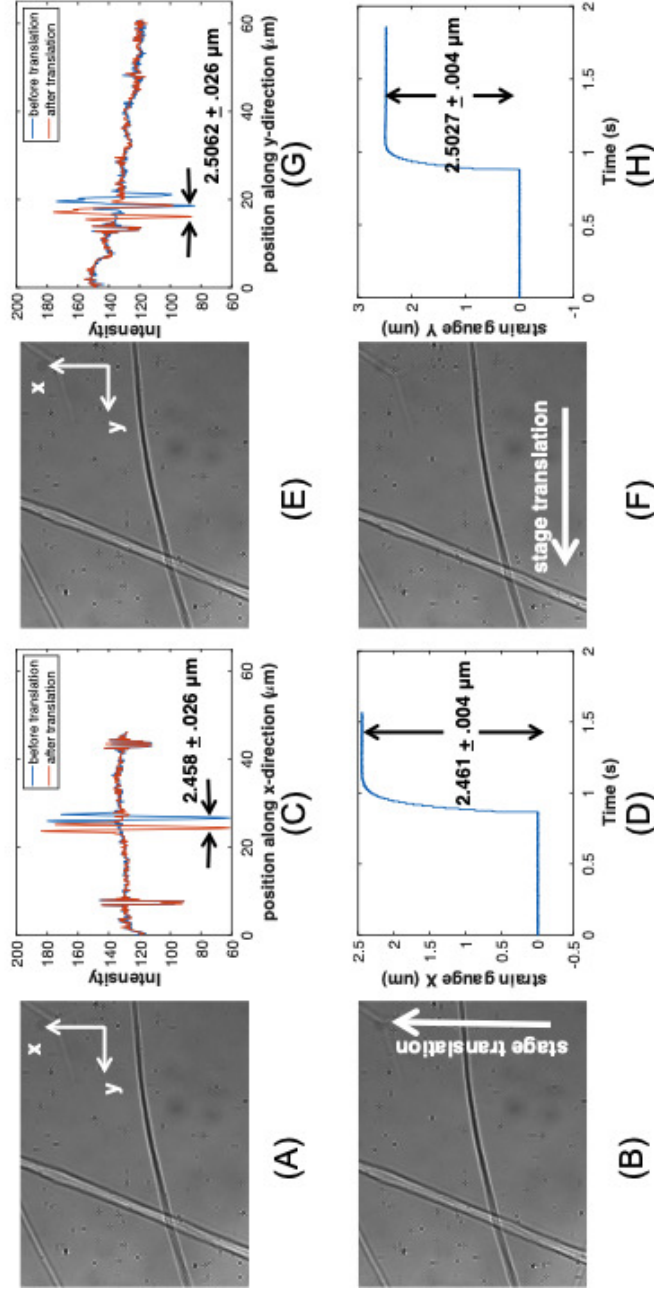 x
y
(A)
stage translation
(B)
200
180
160
140
120
100
80
60
Intensity
before translation
after translation
2.458 ± .026 μm
0
20
40
60
position along x-direction (μm)
(C)
2.5
2
1.5
1
0.5
0
-0.5
strain gauge X (um)
2.461 ± .004 μm
0
0.5
1
1.5
2
Time (s)
(D)
x
y
(E)
stage translation
(F)
200
180
160
140
120
100
80
60
Intensity
before translation
after translation
2.5062 ± .026 μm
0
20
40
60
position along y-direction (μm)
(G)
3
2
1
0
-1
strain gauge Y (um)
2.5027 ± .004 μm
0
0.5
1
1.5
2
Time (s)
(H)